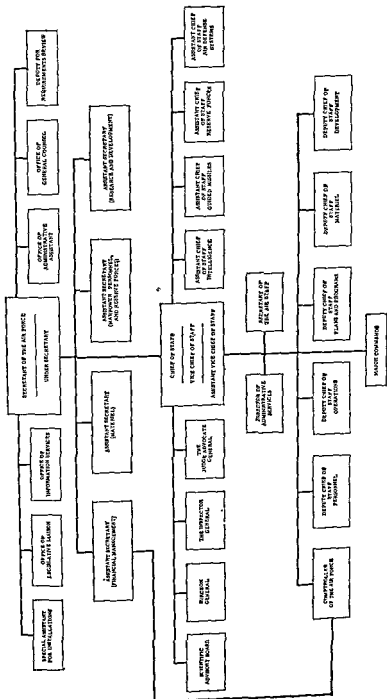 SPECIAL ASSISTANT
FOR INSTALLATIONS
OFFICE OF
LEGISLATIVE LIAISON
OFFICE OF
INFORMATION SERVICES
SECRETARY OF THE AIR FORCE
UNDER SECRETARY
OFFICE OF
ADMINISTRATIVE
ASSISTANT
OFFICE OF
GENERAL COUNSEL
DEPUTY FOR
REQUIREMENTS REVIEW
ASSISTANT SECRETARY
(FINANCIAL MANAGEMENT)
ASSISTANT SECRETARY
(MATERIEL)
ASSISTANT SECRETARY
(MANPOWER, PERSONNEL,
AND RESERVE FORCES)
ASSISTANT SECRETARY
(RESEARCH AND DEVELOPMENT)
SCIENTIFIC
ADVISORY BOARD
SURGEON
GENERAL
THE INSPECTOR
GENERAL
THE
JUDGE ADVOCATE
GENERAL
CHIEF OF STAFF
VICE CHIEF OF STAFF
ASSISTANT VICE CHIEF OF STAFF
ASSISTANT CHIEF
OF STAFF
INTELLIGENCE
ASSISTANT CHIEF
OF STAFF
GUIDED MISSILES
ASSISTANT CHIEF
OF STAFF
RESERVE FORCES
ASSISTANT CHIEF
OF STAFF
AIR DEFENSE
SYSTEMS
DIRECTOR OF
ADMINISTRATIVE
SERVICES
SECRETARY OF
THE AIR STAFF
COMPTROLLER
OF THE AIR FORCE
DEPUTY CHIEF OF
STAFF
PERSONNEL
DEPUTY CHIEF OF
STAFF
OPERATIONS
DEPUTY CHIEF OF
STAFF
PLANS AND PROGRAMS
DEPUTY CHIEF OF
STAFF
MATERIEL
DEPUTY CHIEF OF
STAFF
DEVELOPMENT
MAJOR COMMANDS